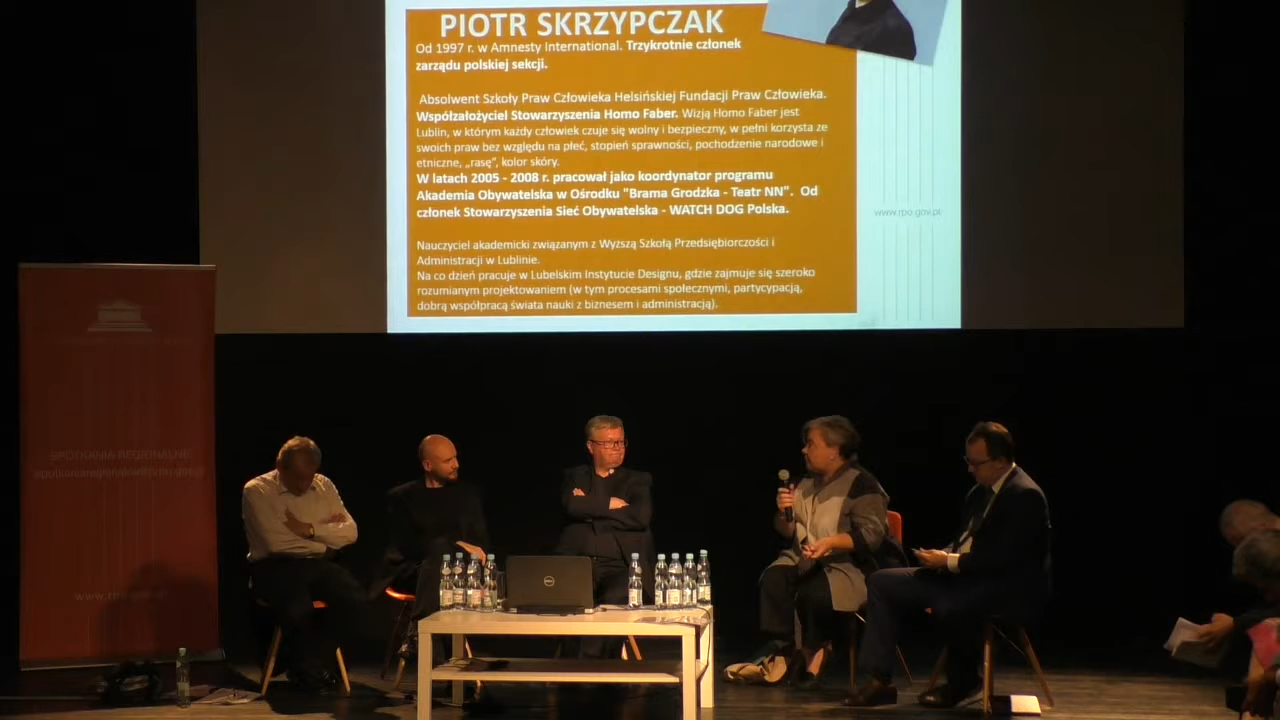 PIOTR SKRZYPCZAK
Od 1997 r. w Amnesty International. Trzykrotnie członek
zarządu polskiej sekcji.
Absolwent Szkoły Praw Człowieka Helsińskiej Fundacji Praw Człowieka.
Współzałożyciel Stowarzyszenia Homo Faber. Wizją Homo Faber jest
Lublin, w którym każdy człowiek czuje się wolny i bezpieczny, w pełni korzysta ze
swoich praw bez względu na płeć, stopień sprawności, pochodzenie narodowe i
etniczne, „rasę”, kolor skóry.
W latach 2005 - 2008 r. pracował jako koordynator programu
Akademia Obywatelska w Ośrodku "Brama Grodzka - Teatr NN". Od
członek Stowarzyszenia Sieć Obywatelska - WATCH DOG Polska.
Nauczyciel akademicki związanym z Wyższą Szkołą Przedsiębiorczości i
Administracji w Lublinie.
Na co dzień pracuje w Lubelskim Instytucie Designu, gdzie zajmuje się szeroko
rozumianym projektowaniem (w tym procesami społecznymi, partycypacją,
dobrą współpracą świata nauki z biznesem i administracją).
www.rpo.gov.pl
SPOTKANIA REGIONALNE
www.rpo.gov.pl
DELL